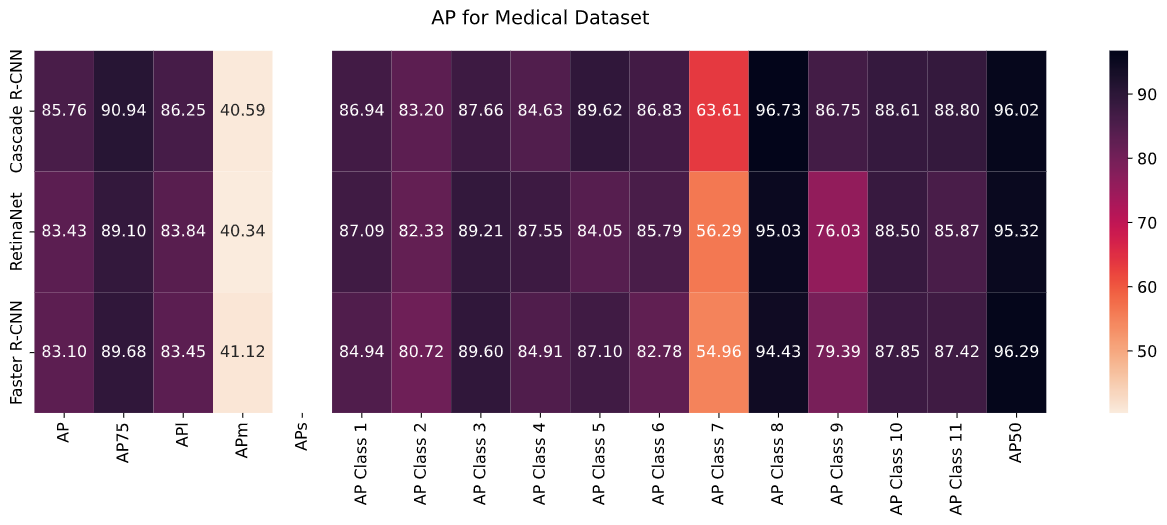 AP for Medical Dataset
Cascade R-CNN
85.76 90.94 86.25 40.59 86.94 83.20 87.66 84.63 89.62 86.83 63.61 96.73 86.75 88.61 88.80 96.02
RetinaNet
83.43 89.10 83.84 40.34 87.09 82.33 89.21 87.55 84.05 85.79 56.29 95.03 76.03 88.50 85.87 95.32
Faster R-CNN
83.10 89.68 83.45 41.12 84.94 80.72 89.60 84.91 87.10 82.78 54.96 94.43 79.39 87.85 87.42 96.29
AP
AP75
APl
APm
APs
AP Class 1
AP Class 2
AP Class 3
AP Class 4
AP Class 5
AP Class 6
AP Class 7
AP Class 8
AP Class 9
AP Class 10
AP Class 11
AP50
90
80
70
60
50